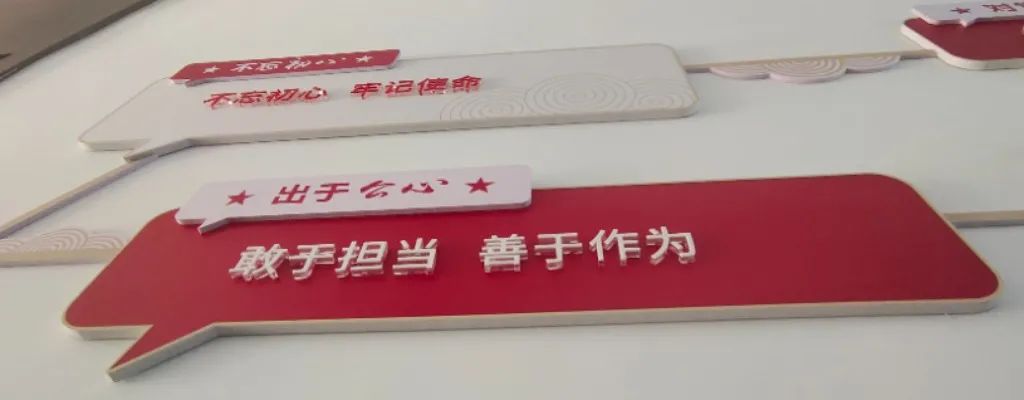 ★不忘初心★
不忘初心 牢记使命
★出于公心★
敢于担当 善于作为